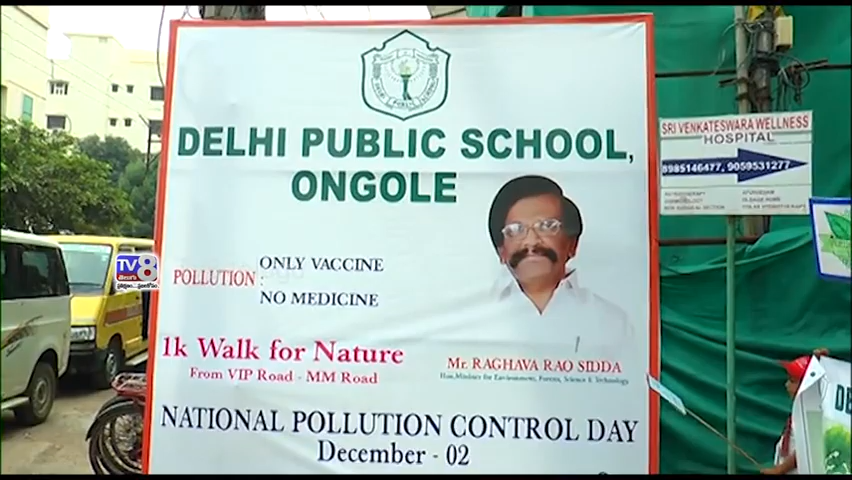 DELHI PUBLIC SCHOOL,
ONGOLE
POLLUTION :
ONLY VACCINE
NO MEDICINE
1k Walk for Nature
From VIP Road - MM Road
Mr. RAGHAVA RAO SIDDA
Hon. Minister for Environment, Forests, Science & Technology
NATIONAL POLLUTION CONTROL DAY
December - 02
TV8
తెలుగు
SRI VENKATESWARA WELLNESS
HOSPITAL
8985146477, 9059531277
DE